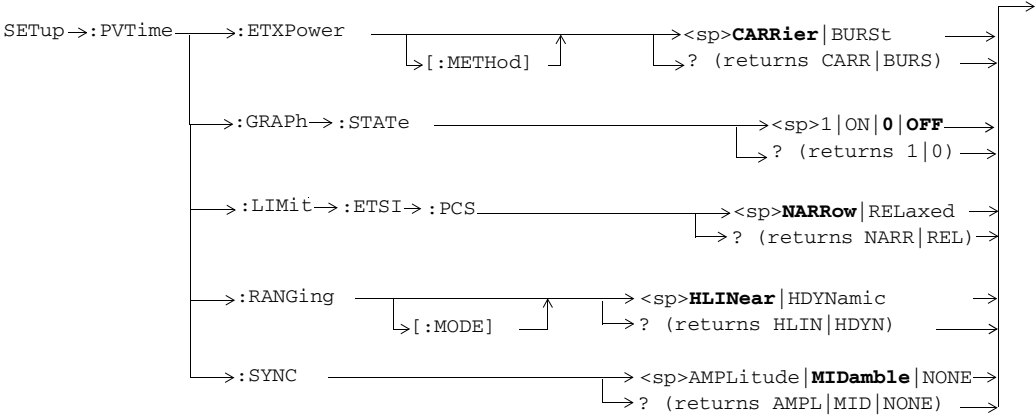 SETup :PVTime :ETXPower <sp>CARRier|BURSt
[:METHod] ? (returns CARR|BURS)
:GRAPh :STATe <sp>1|ON|0|OFF
? (returns 1|0)
:LIMit :ETSI :PCS <sp>NARRow|RELaxed
? (returns NARR|REL)
:RANGing <sp>HLINear|HDYNamic
[:MODE] ? (returns HLIN|HDYN)
:SYNC <sp>AMPLitude|MIDamble|NONE
? (returns AMPL|MID|NONE)